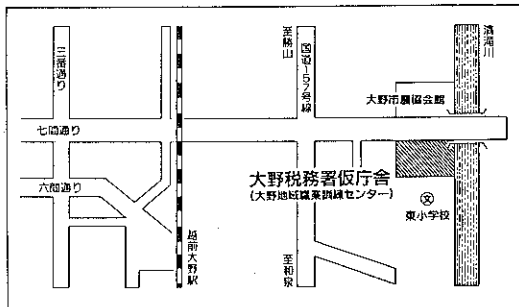 三番通り
至勝山
国道157号線
清滝川
大野市農協会館
七間通り
六間通り
大野税務署仮庁舎
(大野地域職業訓練センター)
文
東小学校
越前大野駅
至和泉